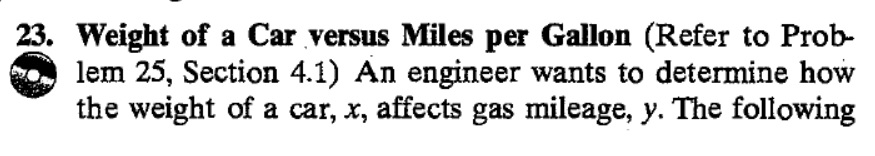 23. Weight of a Car versus Miles per Gallon (Refer to Prob-
lem 25, Section 4.1) An engineer wants to determine how
the weight of a car, x, affects gas mileage, y. The following